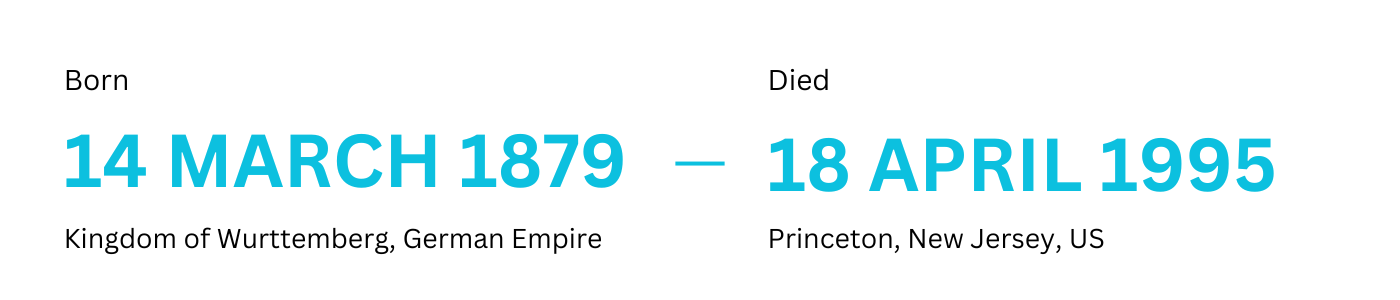 Born
14 MARCH 1879
Kingdom of Wurttemberg, German Empire
—
Died
18 APRIL 1995
Princeton, New Jersey, US